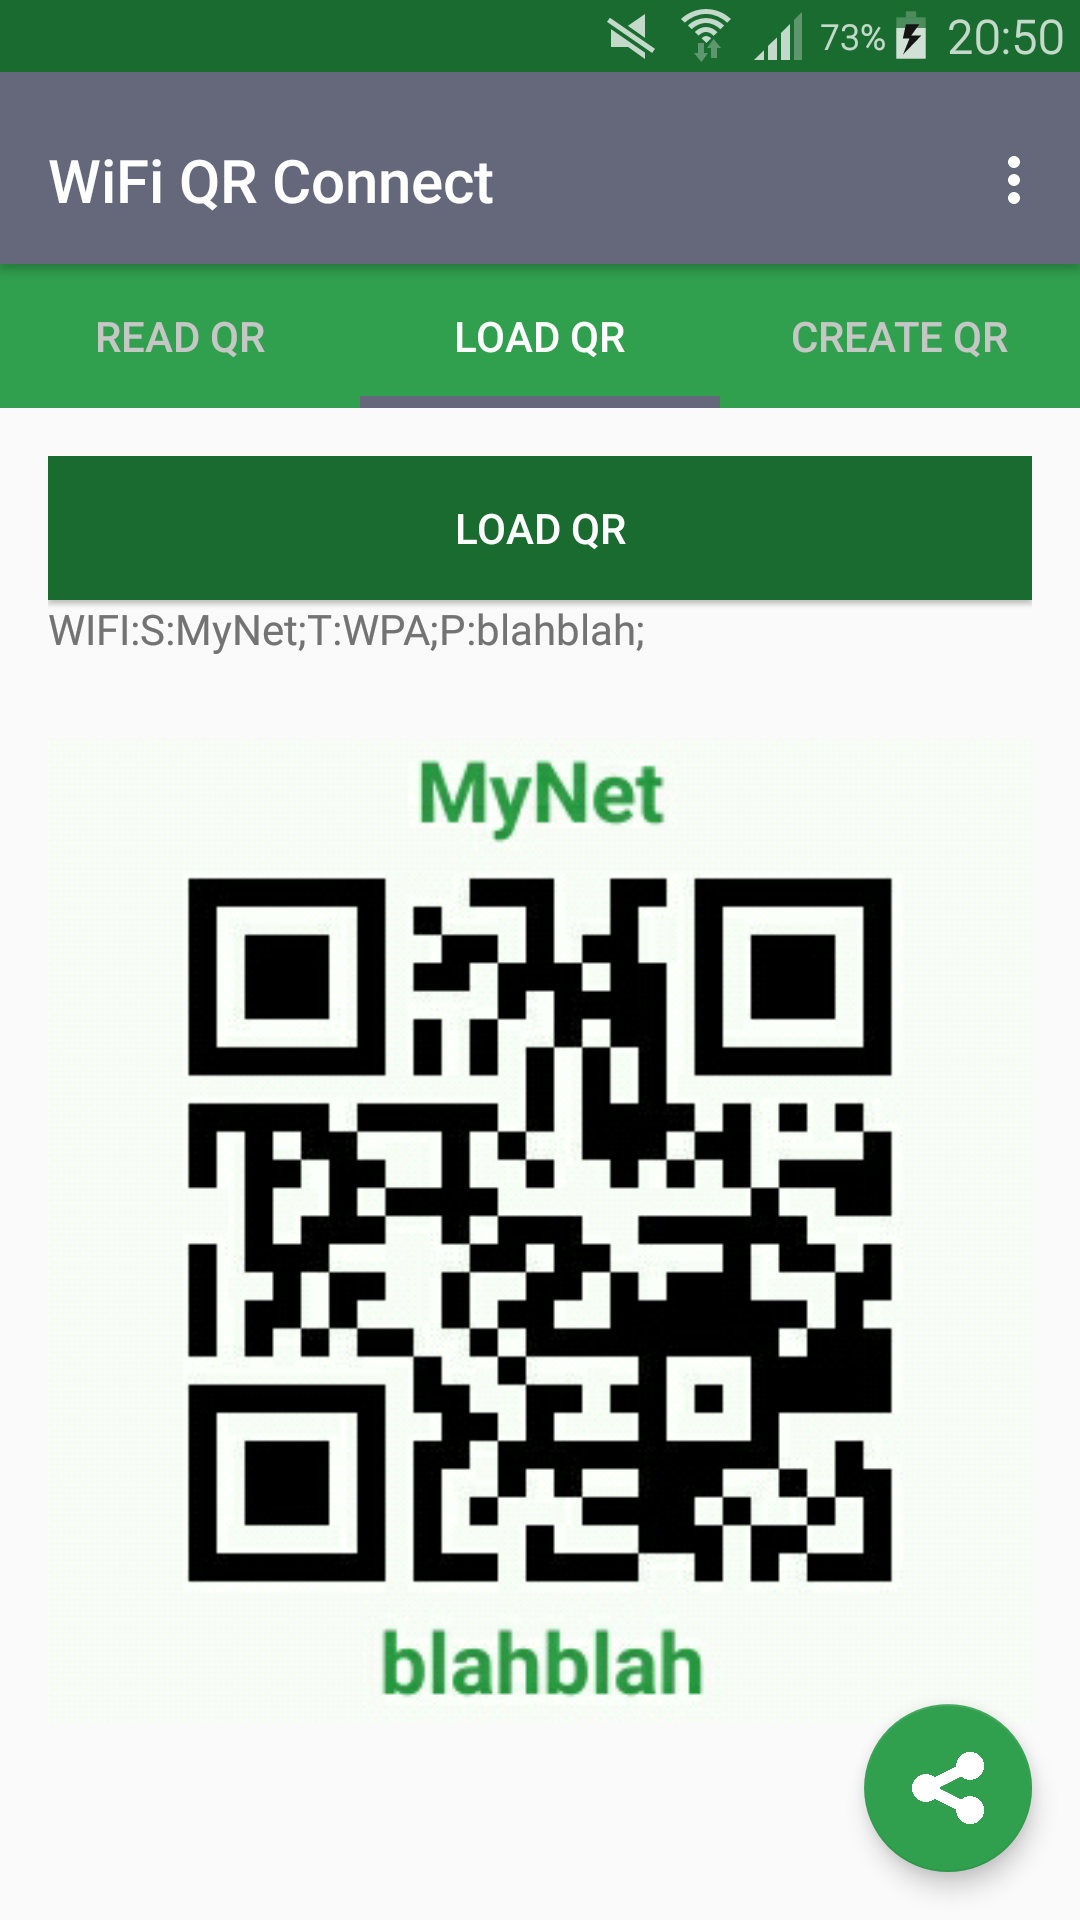 73% 20:50
WiFi QR Connect
READ QR LOAD QR CREATE QR
LOAD QR
WIFI:S:MyNet;T:WPA;P:blahblah;
MyNet
blahblah